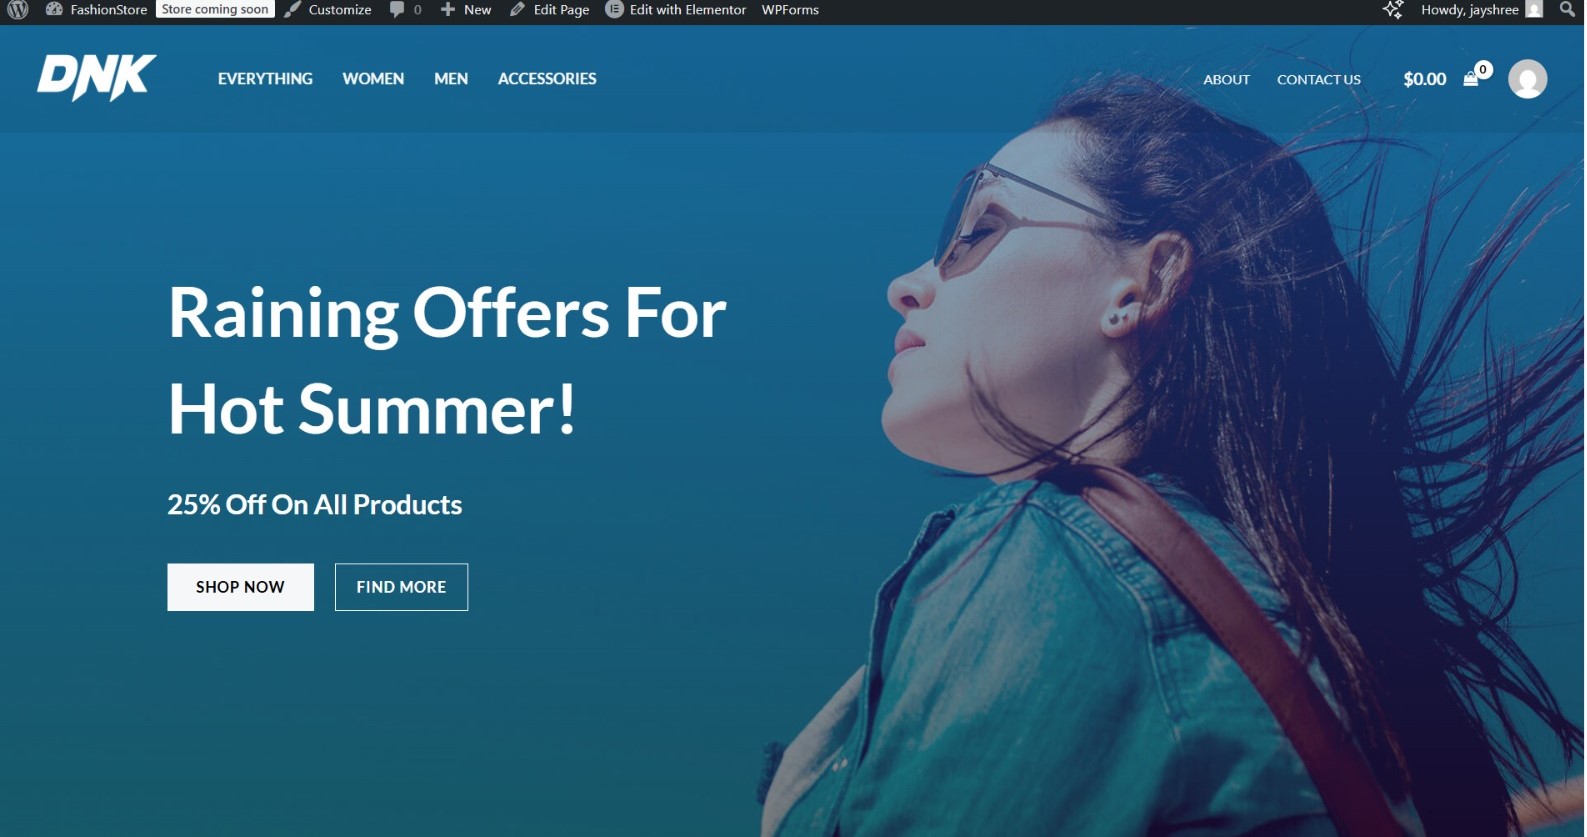 FashionStore Store coming soon Customize 0 New Edit Page Edit with Elementor WPForms Howdy, jayshree
DNK EVERYTHING WOMEN MEN ACCESSORIES ABOUT CONTACT US $0.00 0
Raining Offers For
Hot Summer!
25% Off On All Products
SHOP NOW FIND MORE